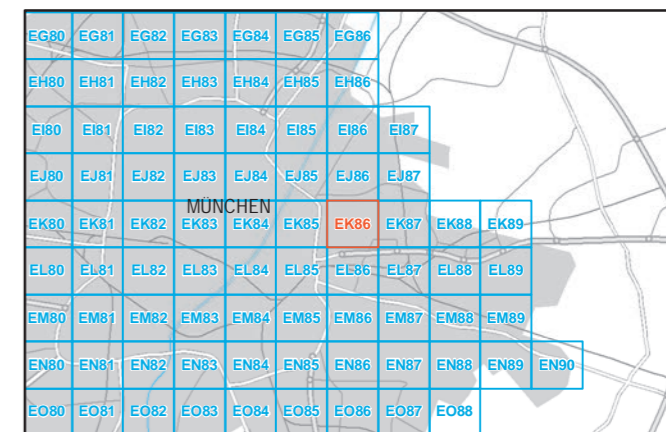 EG80 EG81 EG82 EG83 EG84 EG85 EG86
EH80 EH81 EH82 EH83 EH84 EH85 EH86
EI80 EI81 EI82 EI83 EI84 EI85 EI86 EI87
EJ80 EJ81 EJ82 EJ83 EJ84 EJ85 EJ86 EJ87
MÜNCHEN
EK80 EK81 EK82 EK83 EK84 EK85 EK86 EK87 EK88 EK89
EL80 EL81 EL82 EL83 EL84 EL85 EL86 EL87 EL88 EL89
EM80 EM81 EM82 EM83 EM84 EM85 EM86 EM87 EM88 EM89
EN80 EN81 EN82 EN83 EN84 EN85 EN86 EN87 EN88 EN89 EN90
EO80 EO81 EO82 EO83 EO84 EO85 EO86 EO87 EO88